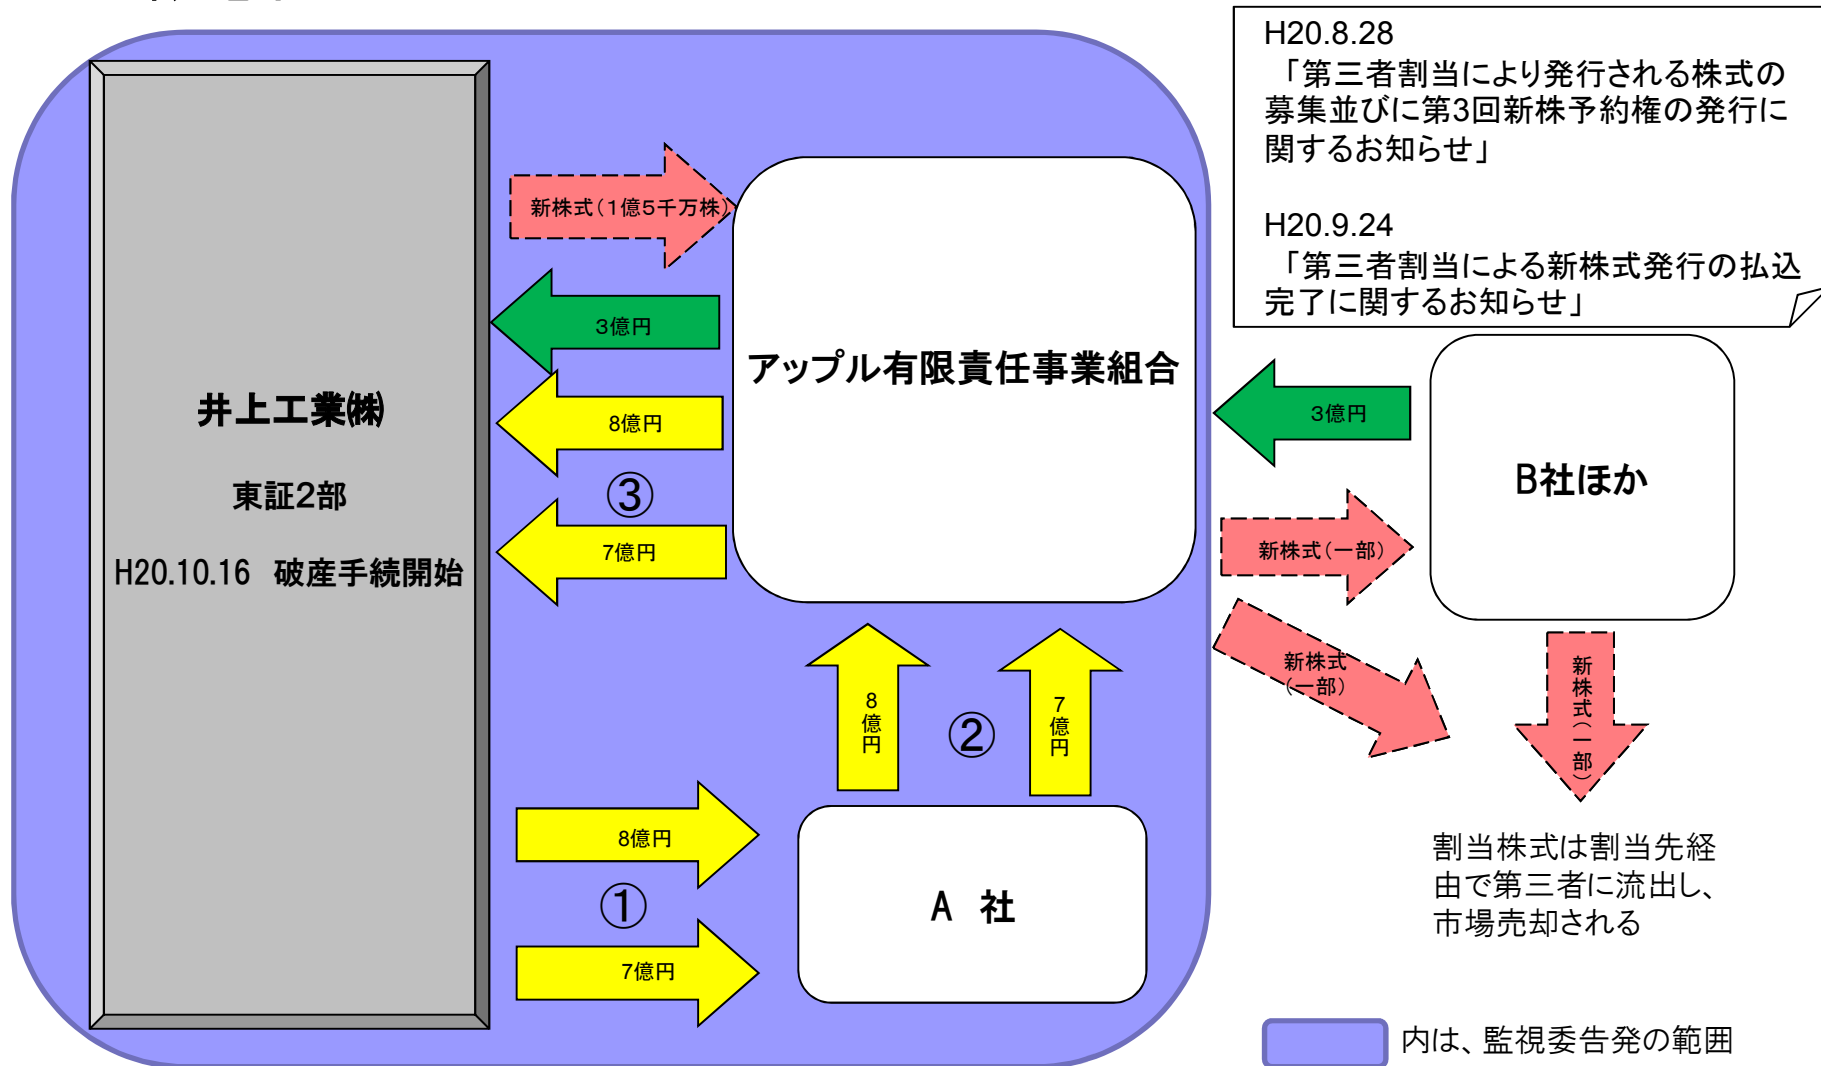 H20.8.28
「第三者割当により発行される株式の
募集並びに第3回新株予約権の発行に
関するお知らせ」
H20.9.24
「第三者割当による新株式発行の払込
完了に関するお知らせ」
新株式(1億5千万株)
3億円
8億円
③
7億円
アップル有限責任事業組合
井上工業㈱
東証2部
H20.10.16 破産手続開始
3億円
B社ほか
新株式(一部)
新株式
(一部)
新株式(一部)
8億円
②
7億円
8億円
①
7億円
A 社
割当株式は割当先経
由で第三者に流出し、
市場売却される
内は、監視委告発の範囲